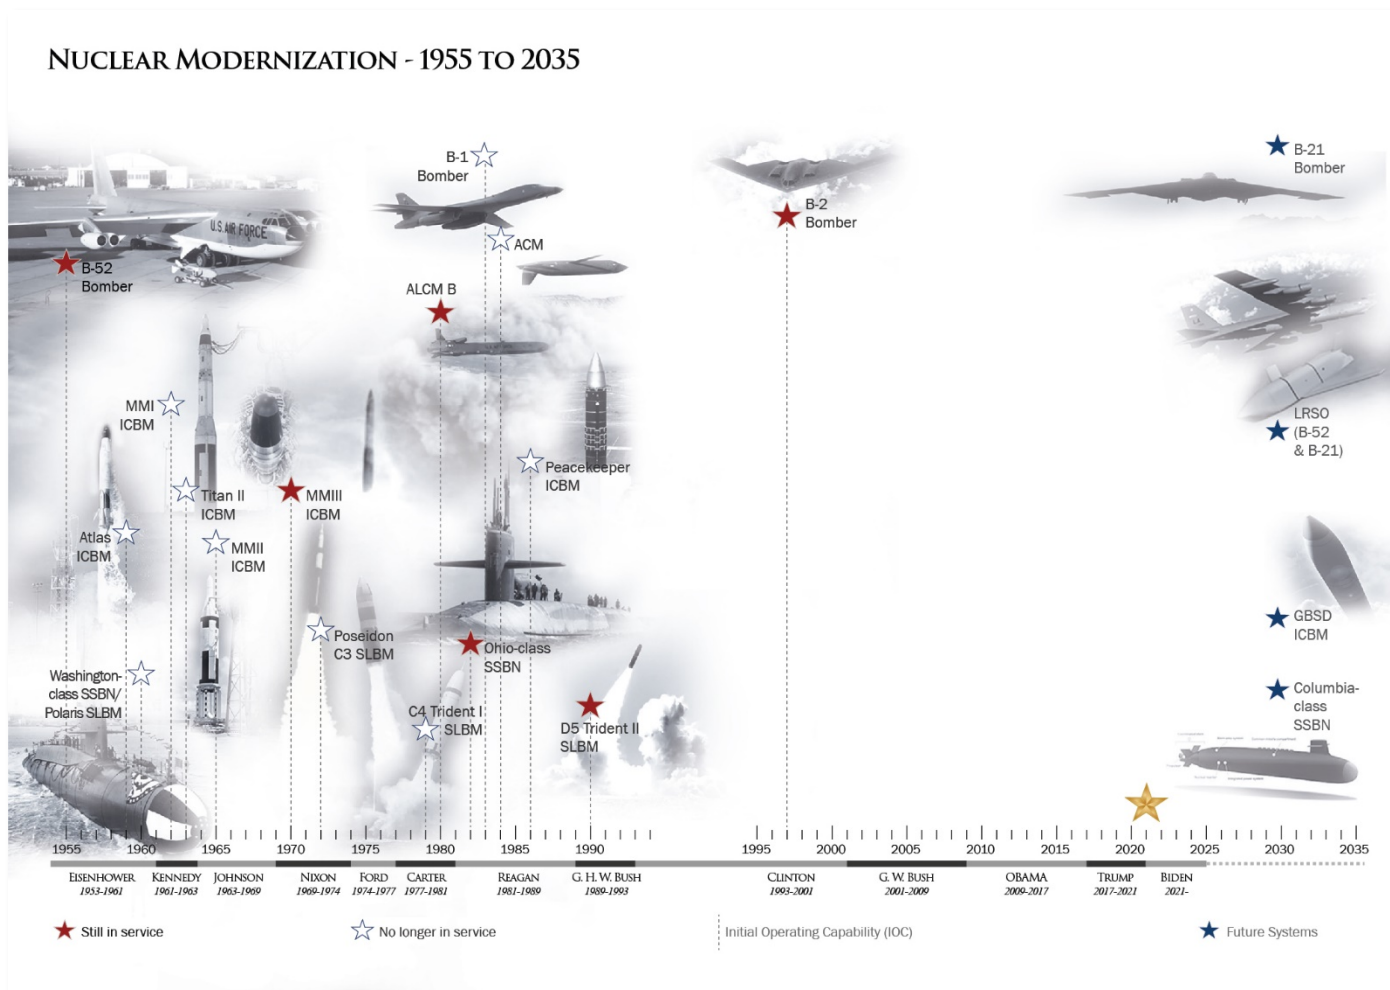 NUCLEAR MODERNIZATION - 1955 TO 2035
B-1
Bomber
B-21
Bomber
B-2
Bomber
U.S. AIR FORCE
ACM
B-52
Bomber
ALCM B
MMI
ICBM
LRSO
(B-52
& B-21)
Peacekeeper
ICBM
Titan II
ICBM
MMIII
ICBM
Atlas
ICBM
MMII
ICBM
GBSD
ICBM
Poseidon
C3 SLBM
Ohio-class
SSBN
Washington-
class SSBN/
Polaris SLBM
Columbia-
class
SSBN
C4 Trident I
SLBM
D5 Trident II
SLBM
1955 1960 1965 1970 1975 1980 1985 1990 1995 2000 2005 2010 2015 2020 2025 2030 2035
EISENHOWER KENNEDY JOHNSON NIXON FORD CARTER REAGAN G. H. W. BUSH CLINTON G. W. BUSH OBAMA TRUMP BIDEN
1953-1961 1961-1963 1963-1969 1969-1974 1974-1977 1977-1981 1981-1989 1989-1993 1993-2001 2001-2009 2009-2017 2017-2021 2021-
Still in service No longer in service Initial Operating Capability (IOC) Future Systems